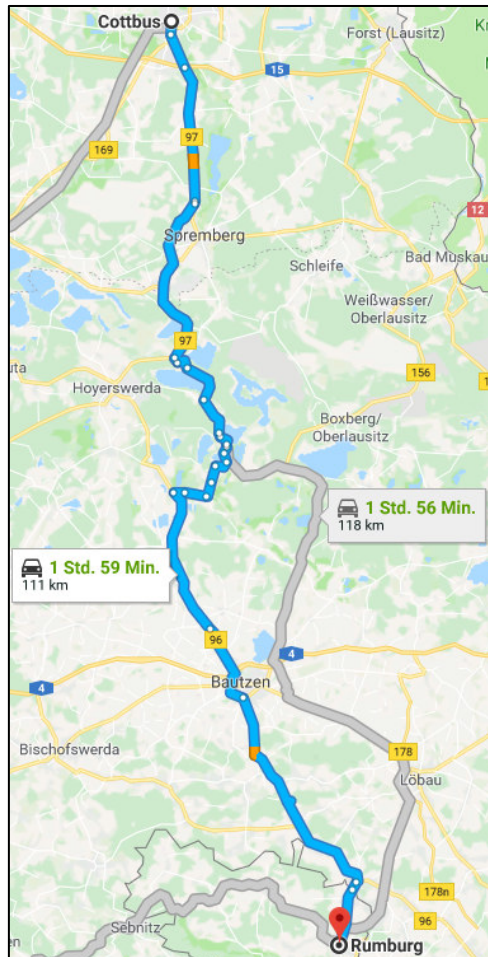 Cottbus
Forst (Lausitz)
15
97
169
12
Spremberg
Schleife
Bad Muskau
Weißwasser/
Oberlausitz
97
156
Hoyerswerda
Boxberg/
Oberlausitz
1 Std. 56 Min.
118 km
1 Std. 59 Min.
111 km
96
4
4
Bautzen
Bischofswerda
178
Löbau
178n
96
Sebnitz
Rumburg